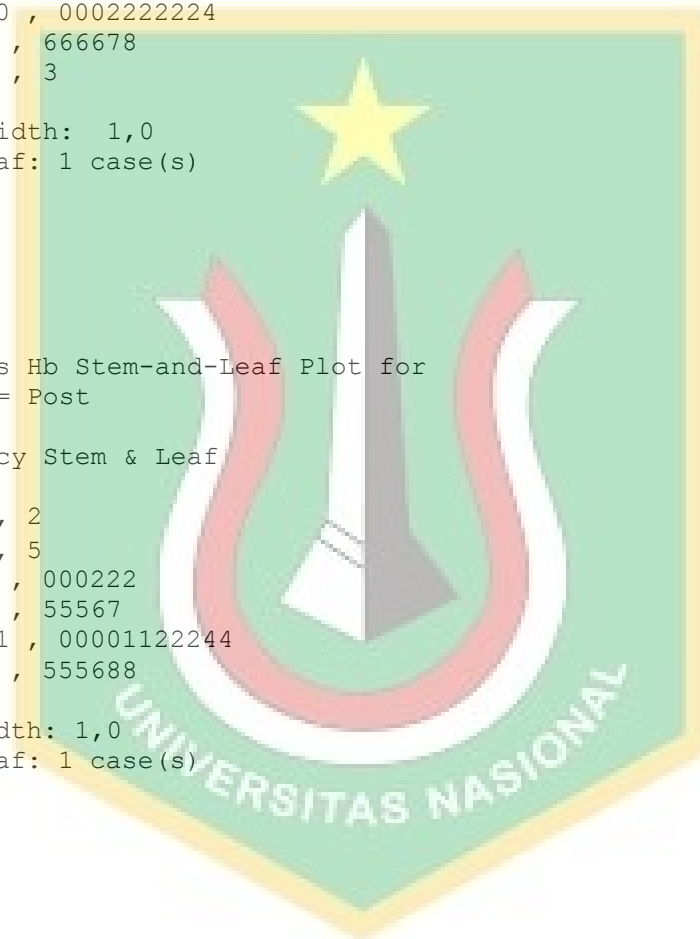 0 , 0002222224
, 666678
, 3
idth:  1,0
af: 1 case(s)
s Hb Stem-and-Leaf Plot for
= Post
cy Stem & Leaf
, 2
, 5
, 000222
, 55567
1 , 00001122244
, 555688
dth: 1,0
af: 1 case(s)
UNIVERSITAS NASIONAL